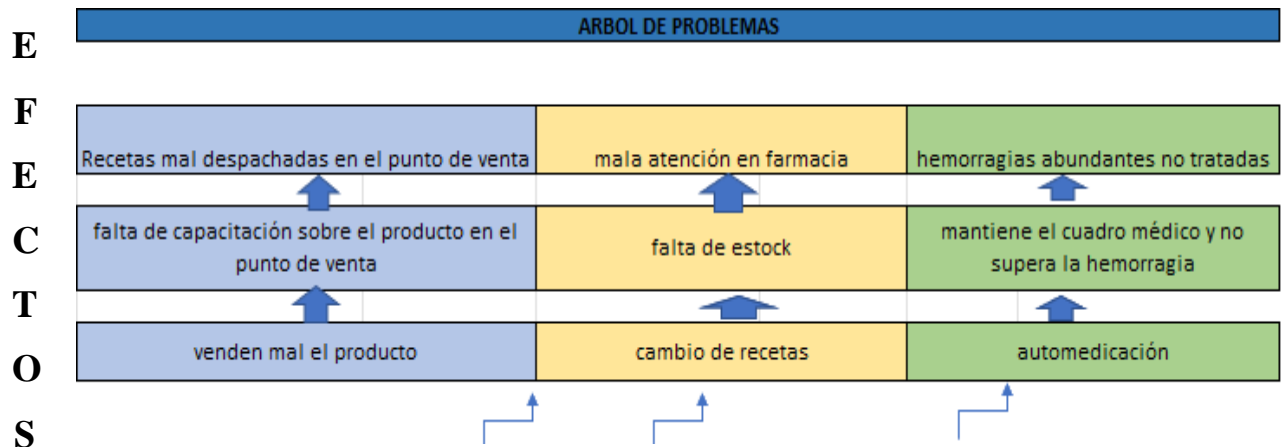 ARBOL DE PROBLEMAS
E
F
E
C
T
O
S
Recetas mal despachadas en el punto de venta
mala atención en farmacia
hemorragias abundantes no tratadas
falta de capacitación sobre el producto en el
punto de venta
falta de estock
mantiene el cuadro médico y no
supera la hemorragia
venden mal el producto
cambio de recetas
automedicación